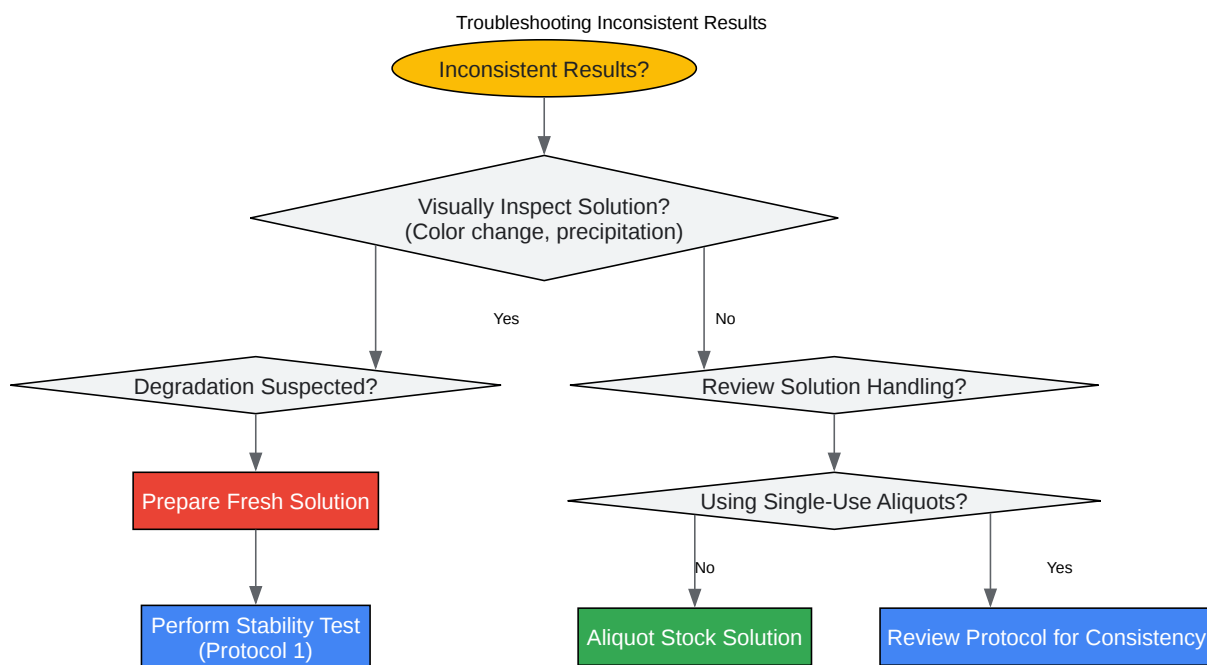 Troubleshooting Inconsistent Results
Inconsistent Results?
Visually Inspect Solution?
(Color change, precipitation)
Yes
No
Degradation Suspected?
Review Solution Handling?
Prepare Fresh Solution
Using Single-Use Aliquots?
No
Yes
Perform Stability Test
(Protocol 1)
Aliquot Stock Solution
Review Protocol for Consistency